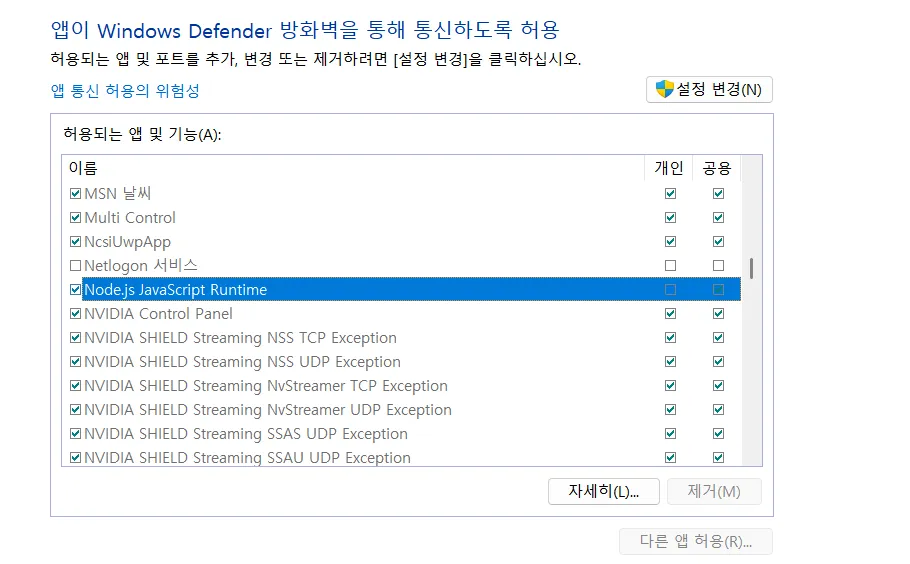 앱이 Windows Defender 방화벽을 통해 통신하도록 허용
허용되는 앱 및 포트를 추가, 변경 또는 제거하려면 [설정 변경]을 클릭하십시오.
앱 통신 허용의 위험성
설정 변경(N)
허용되는 앱 및 기능(A):
이름 개인 공용
MSN 날씨
Multi Control
NcsiUwpApp
Netlogon 서비스
Node.js JavaScript Runtime
NVIDIA Control Panel
NVIDIA SHIELD Streaming NSS TCP Exception
NVIDIA SHIELD Streaming NSS UDP Exception
NVIDIA SHIELD Streaming NvStreamer TCP Exception
NVIDIA SHIELD Streaming NvStreamer UDP Exception
NVIDIA SHIELD Streaming SSAS UDP Exception
NVIDIA SHIELD Streaming SSAU UDP Exception
자세히(L)... 제거(M)
다른 앱 허용(R)...